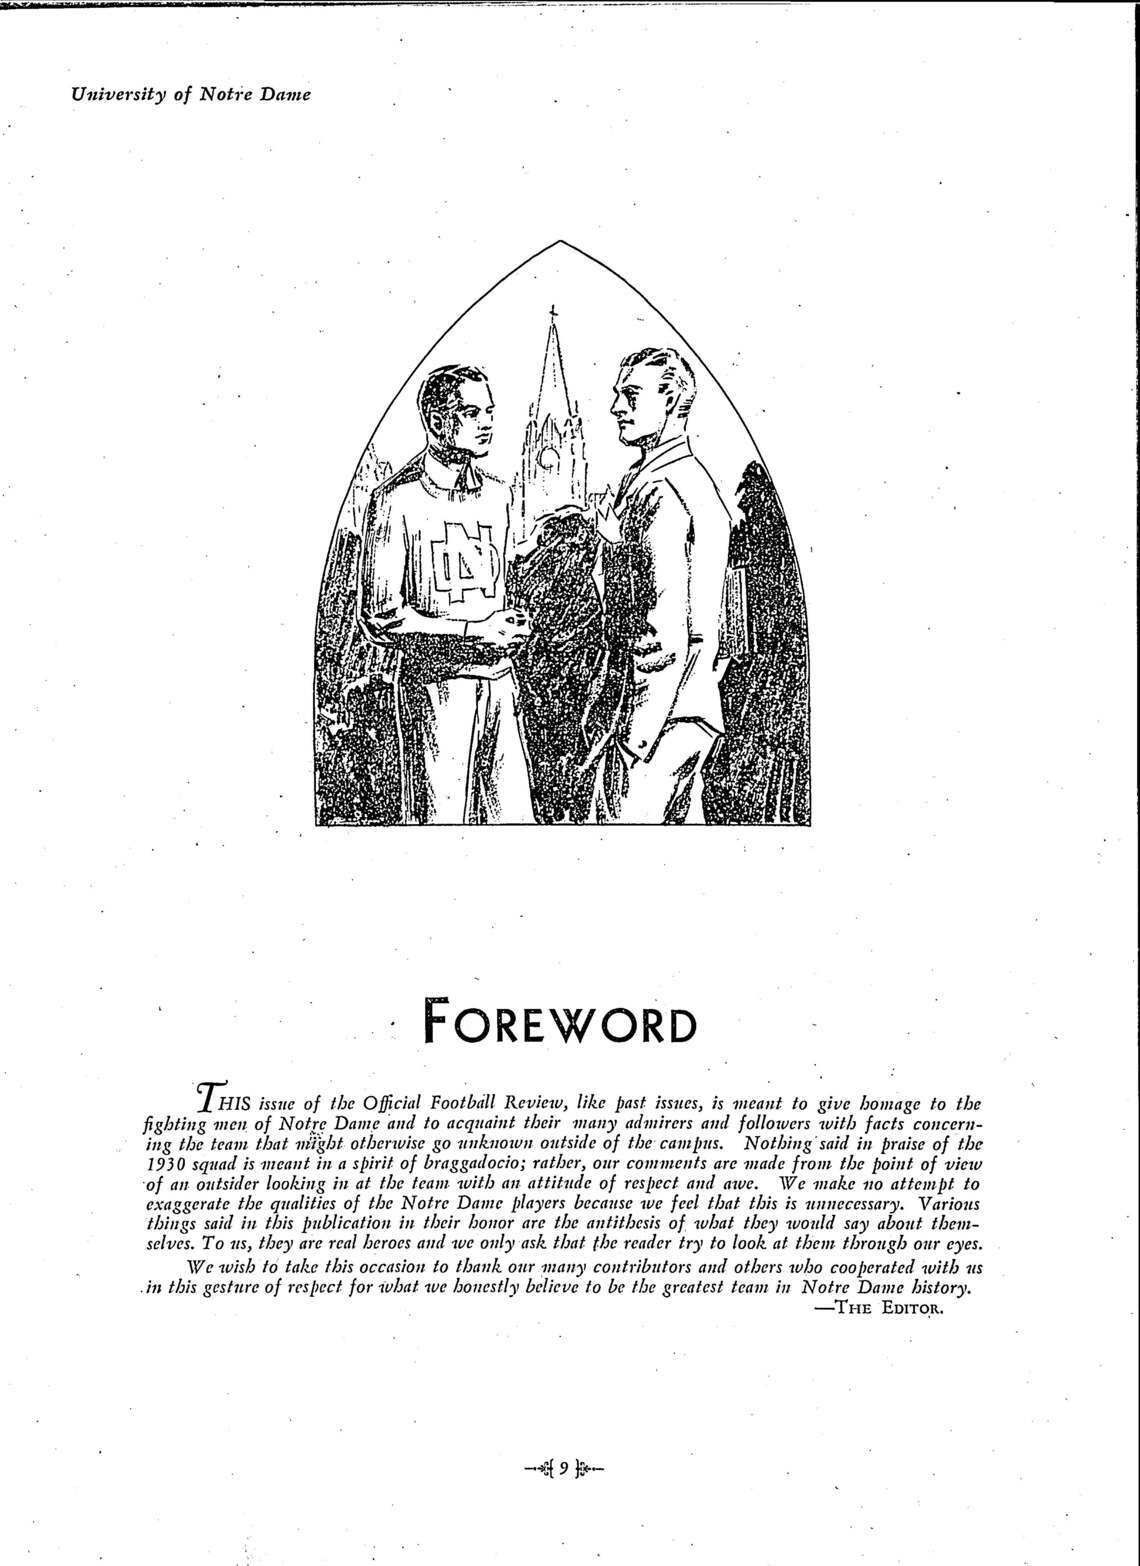 University of Notre Dame
ND
FOREWORD
THIS issue of the Official Football Review, like past issues, is meant to give homage to the
fighting men of Notre Dame and to acquaint their many admirers and followers with facts concern-
ing the team that might otherwise go unknown outside of the campus. Nothing said in praise of the
1930 squad is meant in a spirit of braggadocio; rather, our comments are made from the point of view
of an outsider looking in at the team with an attitude of respect and awe. We make no attempt to
exaggerate the qualities of the Notre Dame players because we feel that this is unnecessary. Various
things said in this publication in their honor are the antithesis of what they would say about them-
selves. To us, they are real heroes and we only ask that the reader try to look at them through our eyes.
We wish to take this occasion to thank our many contributors and others who cooperated with us
in this gesture of respect for what we honestly believe to be the greatest team in Notre Dame history.
—THE EDITOR.
9